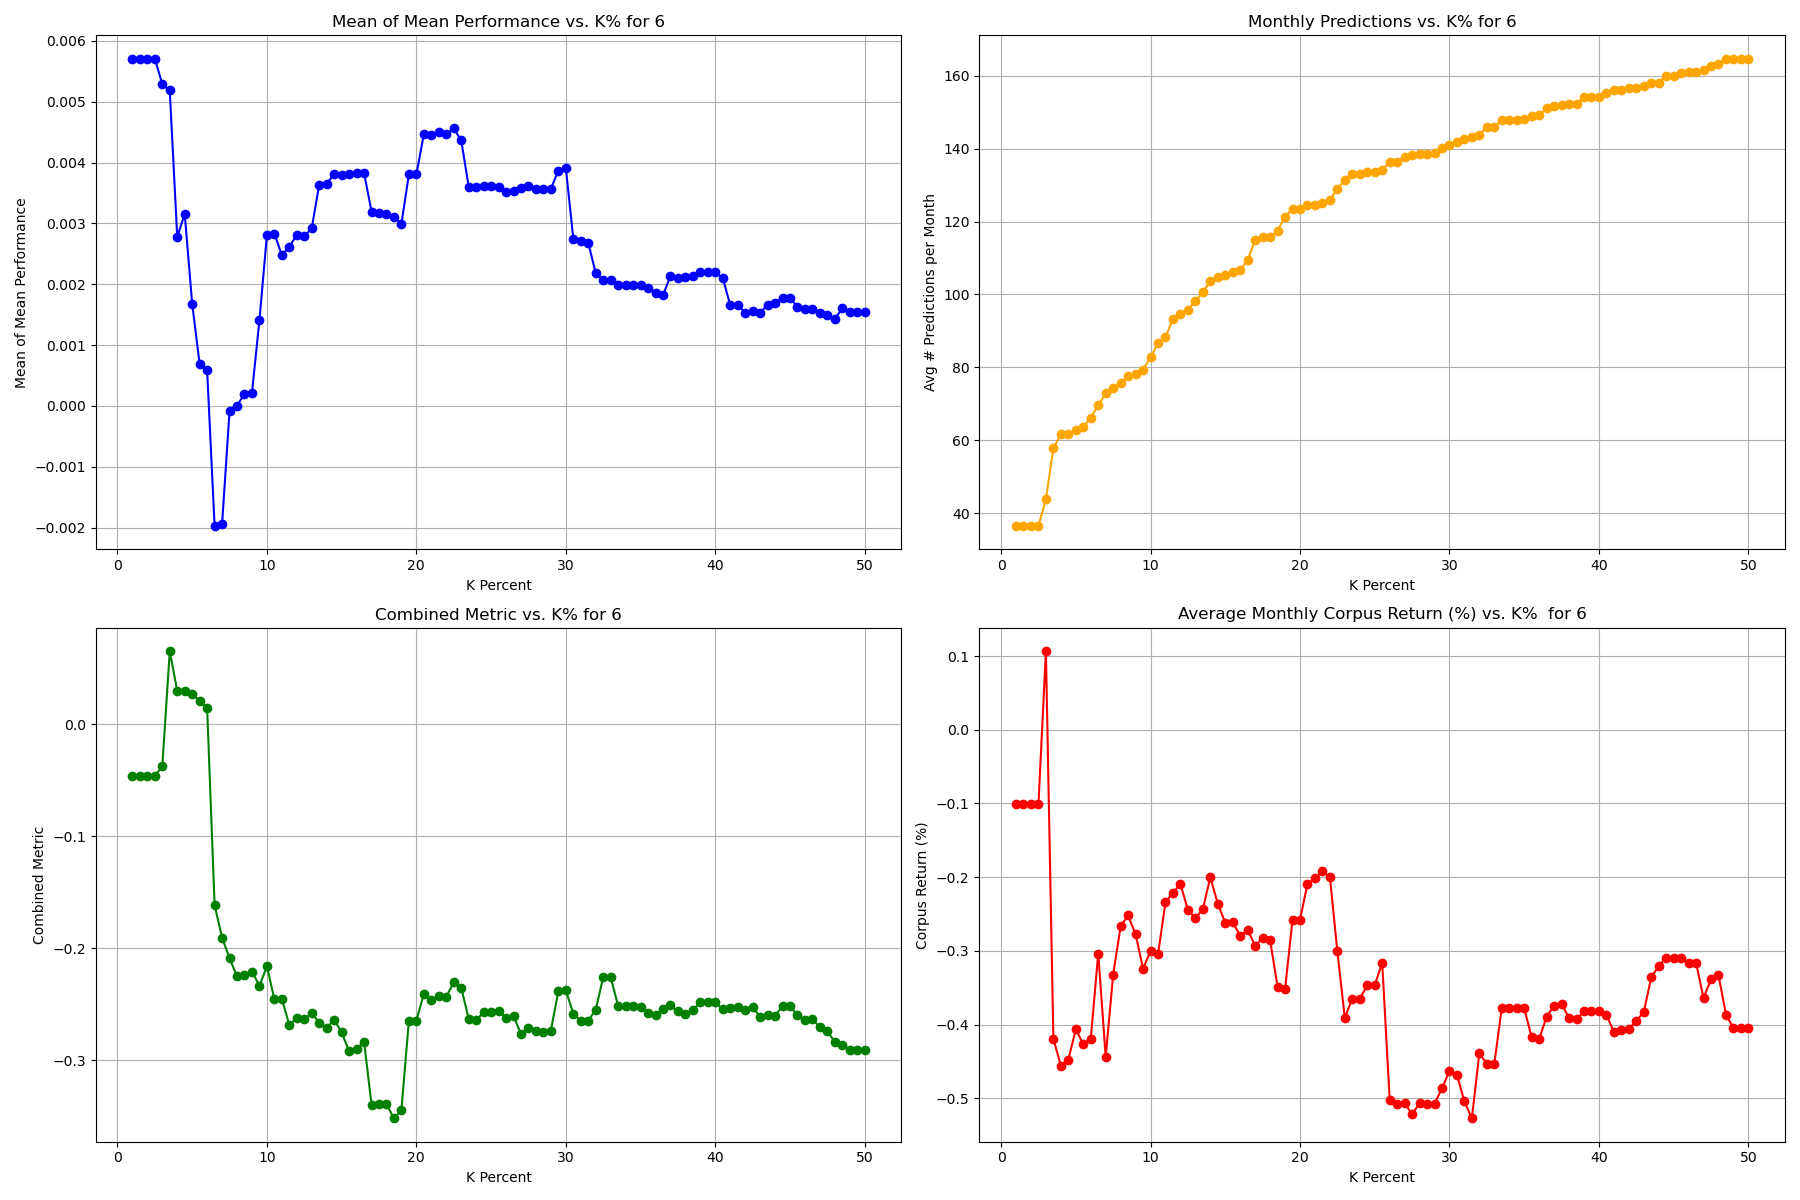 Mean of Mean Performance vs. K% for 6
Mean of Mean Performance
0.006
0.005
0.004
0.003
0.002
0.001
0.000
−0.001
−0.002
0 10 20 30 40 50
K Percent
Monthly Predictions vs. K% for 6
Avg # Predictions per Month
160
140
120
100
80
60
40
0 10 20 30 40 50
K Percent
Combined Metric vs. K% for 6
Combined Metric
0.0
−0.1
−0.2
−0.3
0 10 20 30 40 50
K Percent
Average Monthly Corpus Return (%) vs. K%  for 6
Corpus Return (%)
0.1
0.0
−0.1
−0.2
−0.3
−0.4
−0.5
0 10 20 30 40 50
K Percent